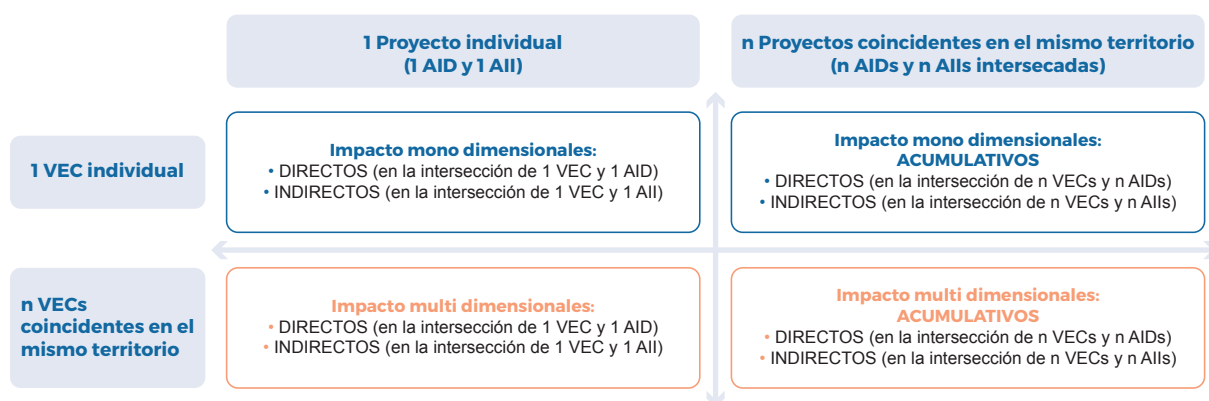 1 Proyecto individual
(1 AID y 1 AII)
n Proyectos coincidentes en el mismo territorio
(n AIDs y n AIIs intersecadas)
1 VEC individual
Impacto mono dimensionales:
• DIRECTOS (en la intersección de 1 VEC y 1 AID)
• INDIRECTOS (en la intersección de 1 VEC y 1 AII)
Impacto mono dimensionales:
ACUMULATIVOS
• DIRECTOS (en la intersección de n VECs y n AIDs)
• INDIRECTOS (en la intersección de n VECs y n AIIs)
n VECs
coincidentes en el
mismo territorio
Impacto multi dimensionales:
• DIRECTOS (en la intersección de 1 VEC y 1 AID)
• INDIRECTOS (en la intersección de 1 VEC y 1 AII)
Impacto multi dimensionales:
ACUMULATIVOS
• DIRECTOS (en la intersección de n VECs y n AIDs)
• INDIRECTOS (en la intersección de n VECs y n AIIs)